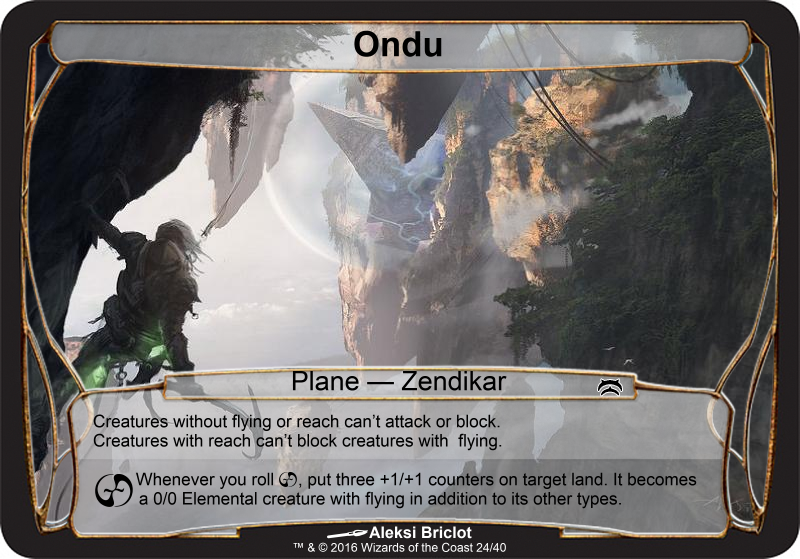 Ondu
Plane — Zendikar
Creatures without flying or reach can't attack or block.
Creatures with reach can't block creatures with  flying.
Whenever you roll , put three +1/+1 counters on target land. It becomes
a 0/0 Elemental creature with flying in addition to its other types.
Aleksi Briclot
™ & © 2016 Wizards of the Coast 24/40